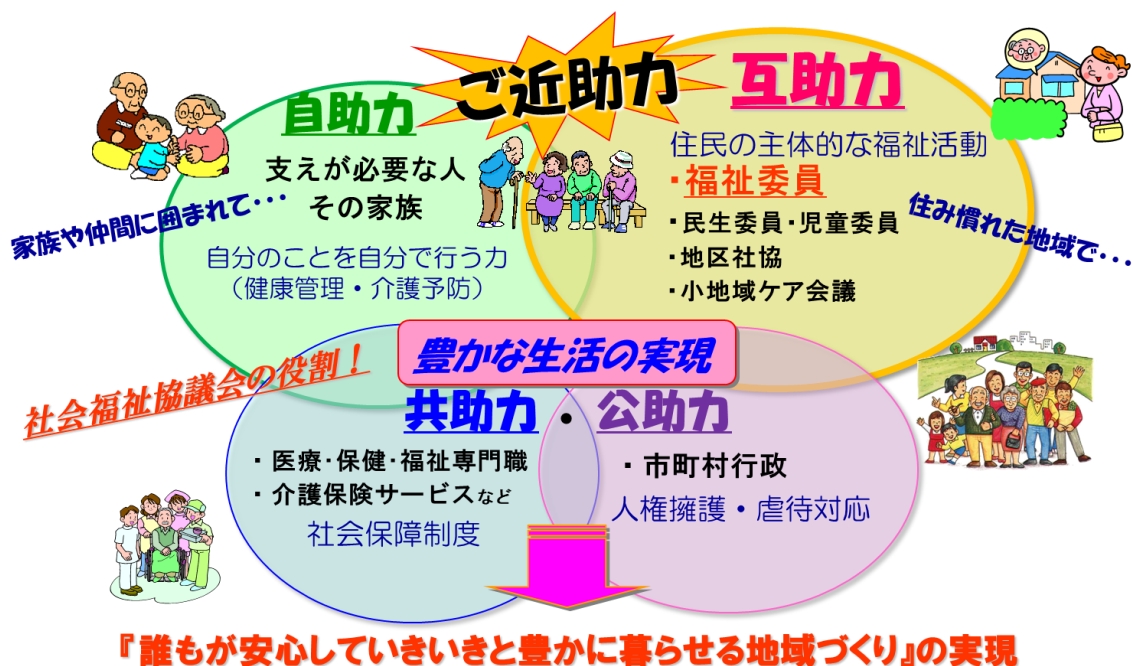 ご近助力
自助力
支えが必要な人
その家族
自分のことを自分で行う力
（健康管理・介護予防）
互助力
住民の主体的な福祉活動
・福祉委員
・民生委員・児童委員
・地区社協
・小地域ケア会議
家族や仲間に囲まれて・・・
住み慣れた地域で・・・
豊かな生活の実現
社会福祉協議会の役割！
共助力・公助力
・医療・保健・福祉専門職
・介護保険サービスなど
社会保障制度
・市町村行政
人権擁護・虐待対応
『誰もが安心していきいきと豊かに暮らせる地域づくり』の実現